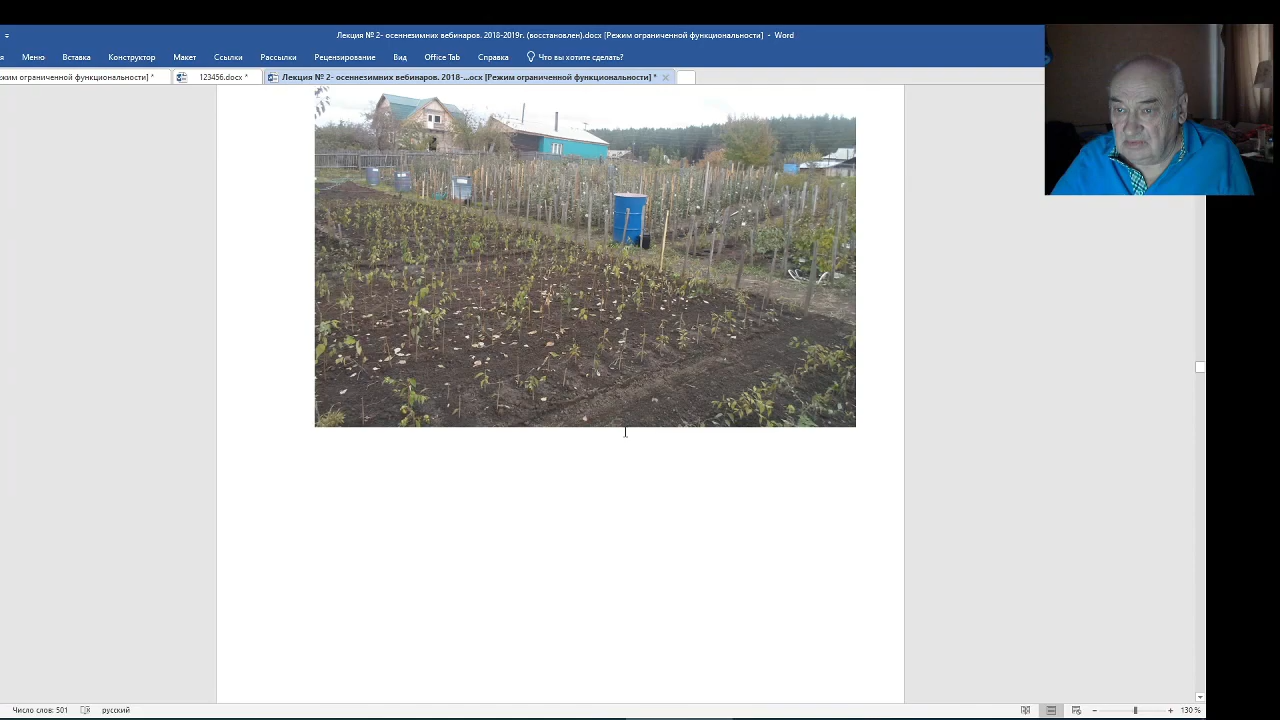 Лекция № 2- осеннезимних вебинаров. 2018-2019г. (восстановлен).docx [Режим ограниченной функциональности] - Word
Меню Вставка Конструктор Макет Ссылки Рассылки Рецензирование Вид Office Tab Справка Что вы хотите сделать?
ежим ограниченной функциональности] * 123456.docx * Лекция № 2- осеннезимних вебинаров. 2018-...ocx [Режим ограниченной функциональности] *
Число слов: 501 русский 130 %